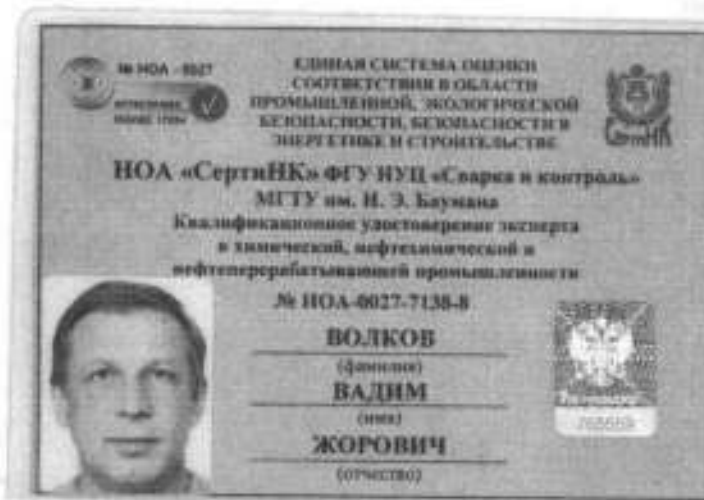 № НОА - 0027
ЕДИНАЯ СИСТЕМА ОЦЕНКИ
СООТВЕТСТВИЯ В ОБЛАСТИ
ПРОМЫШЛЕННОЙ, ЭКОЛОГИЧЕСКОЙ
БЕЗОПАСНОСТИ, БЕЗОПАСНОСТИ В
ЭНЕРГЕТИКЕ И СТРОИТЕЛЬСТВЕ
СертиНК
НОА «СертиНК» ФГУ НУЦ «Сварка и контроль»
МГТУ им. Н. Э. Баумана
Квалификационное удостоверение эксперта
в химической, нефтехимической и
нефтеперерабатывающей промышленности
№ НОА-0027-7138-8
ВОЛКОВ
(фамилия)
ВАДИМ
(имя)
ЖОРОВИЧ
(отчество)